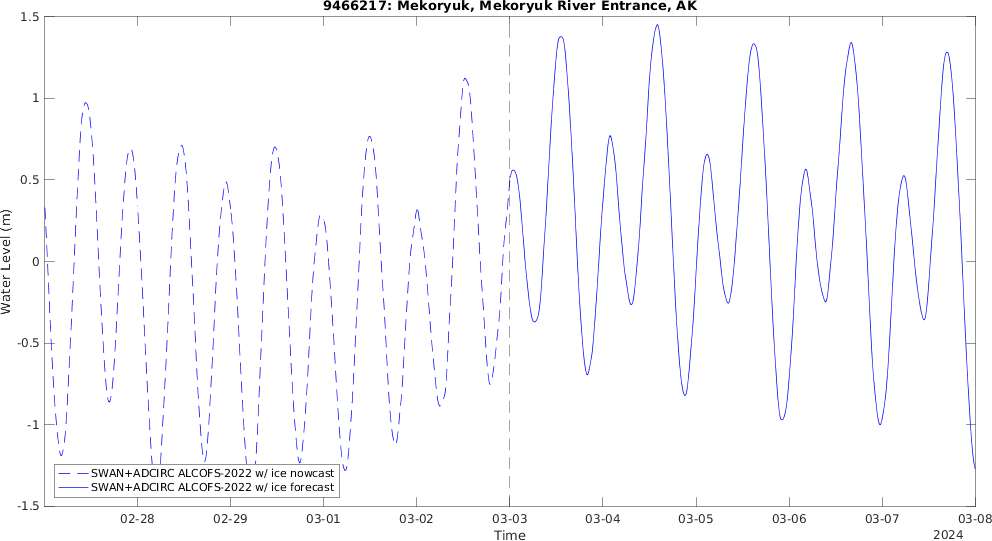 9466217: Mekoryuk, Mekoryuk River Entrance, AK
1.5
1
0.5
0
-0.5
-1
-1.5
Water Level (m)
SWAN+ADCIRC ALCOFS-2022 w/ ice nowcast
SWAN+ADCIRC ALCOFS-2022 w/ ice forecast
02-28 02-29 03-01 03-02 03-03 03-04 03-05 03-06 03-07 03-08
Time
2024